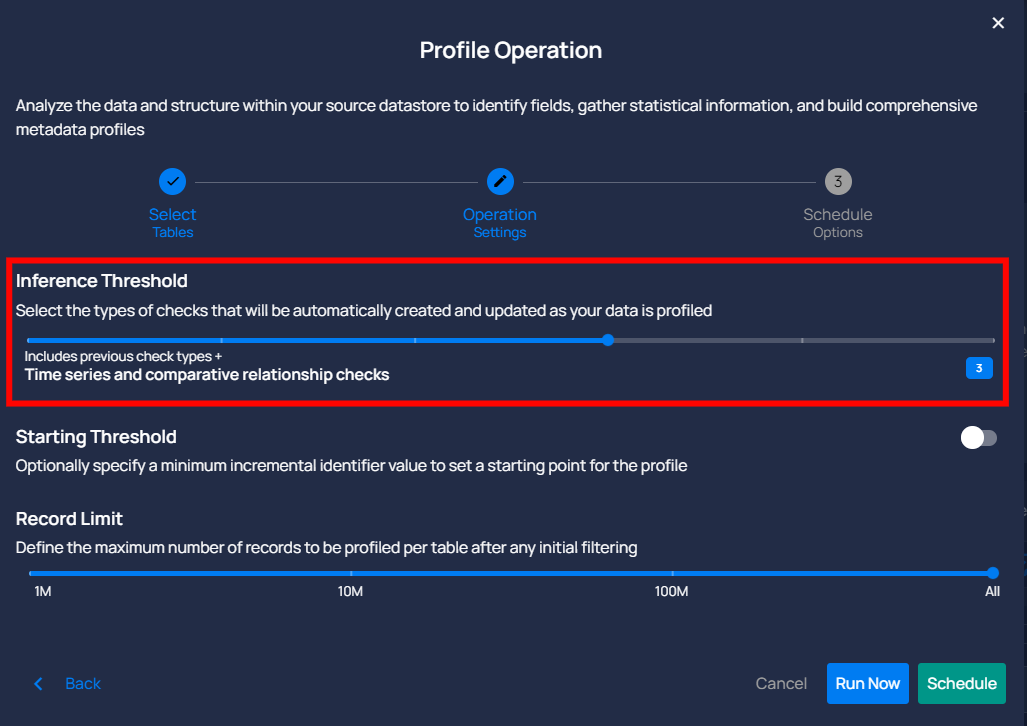 Profile Operation
Analyze the data and structure within your source datastore to identify fields, gather statistical information, and build comprehensive
metadata profiles
3
Select
Tables
Operation
Settings
Schedule
Options
Inference Threshold
Select the types of checks that will be automatically created and updated as your data is profiled
Includes previous check types +
Time series and comparative relationship checks
3
Starting Threshold
Optionally specify a minimum incremental identifier value to set a starting point for the profile
Record Limit
Define the maximum number of records to be profiled per table after any initial filtering
1M
10M
100M
All
Back
Cancel
Run Now
Schedule